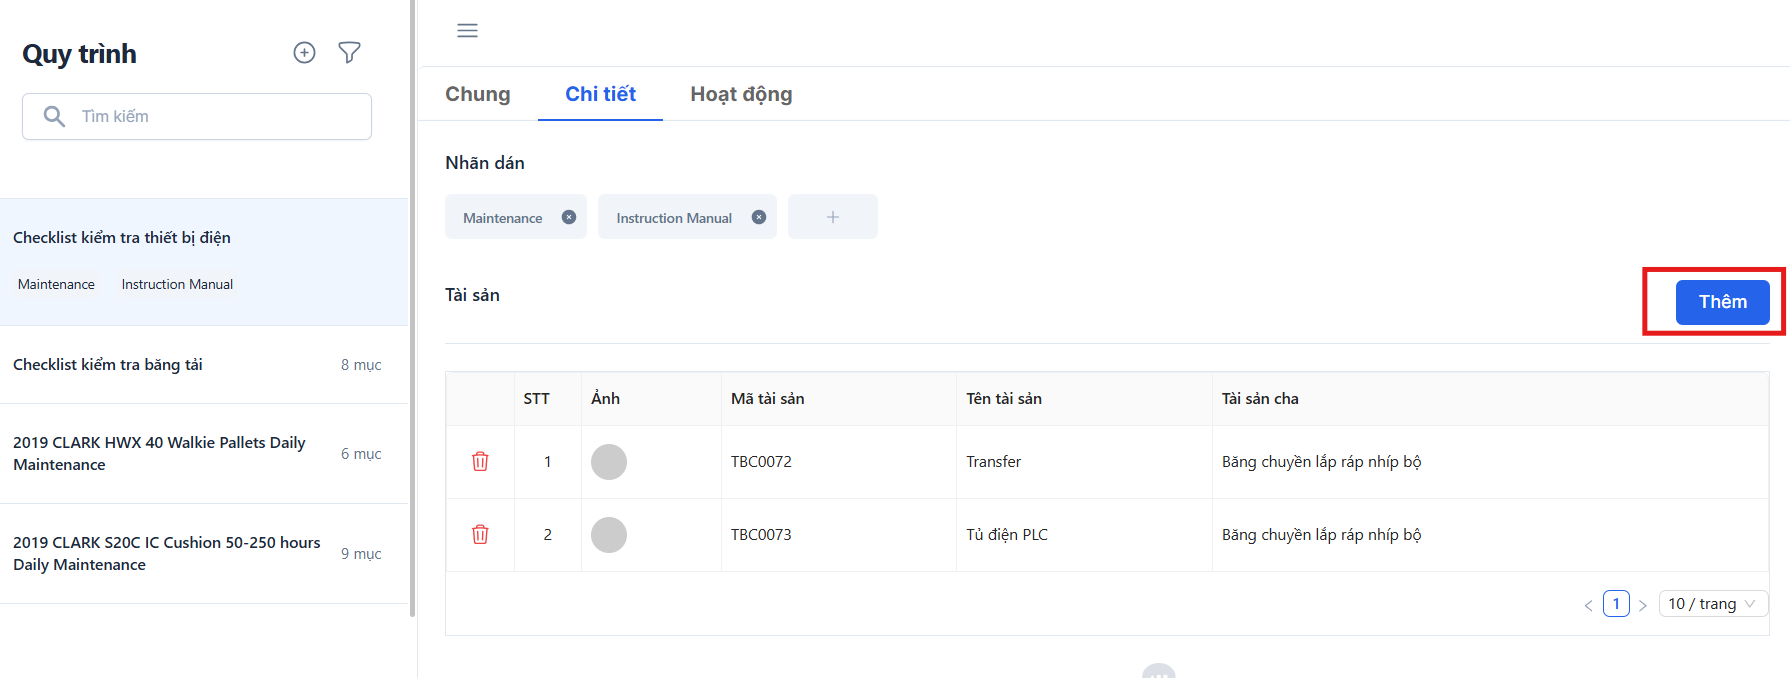 Quy trình
Tìm kiếm
Checklist kiểm tra thiết bị điện
Maintenance Instruction Manual
Checklist kiểm tra băng tải 8 mục
2019 CLARK HWX 40 Walkie Pallets Daily
Maintenance
6 mục
2019 CLARK S20C IC Cushion 50-250 hours
Daily Maintenance
9 mục
Chung Chi tiết Hoạt động
Nhãn dán
Maintenance Instruction Manual +
Tài sản
Thêm
STT Ảnh Mã tài sản Tên tài sản Tài sản cha
1 TBC0072 Transfer Băng chuyền lắp ráp nhíp bộ
2 TBC0073 Tủ điện PLC Băng chuyền lắp ráp nhíp bộ
< 1 > 10 / trang